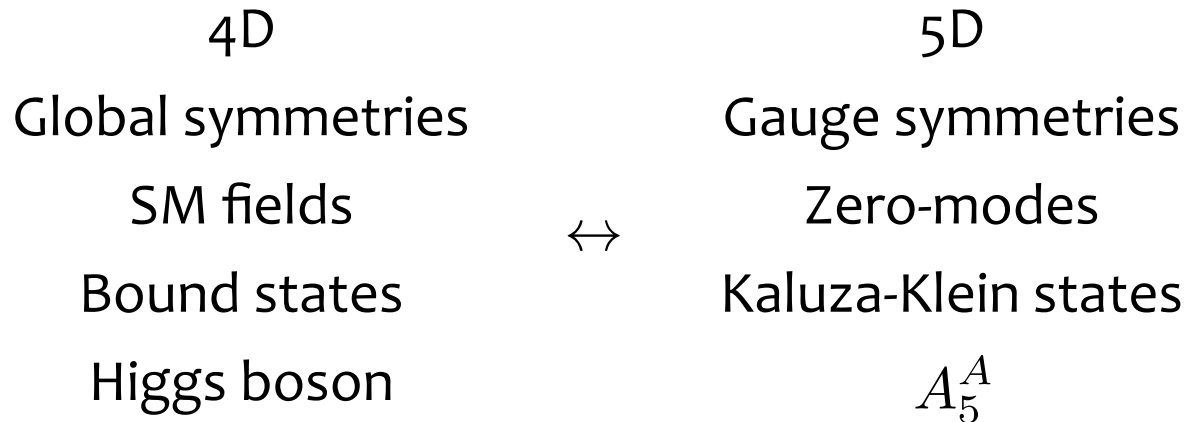 4D 5D
Global symmetries Gauge symmetries
SM fields Zero-modes
↔
Bound states Kaluza-Klein states
Higgs boson A_5^A